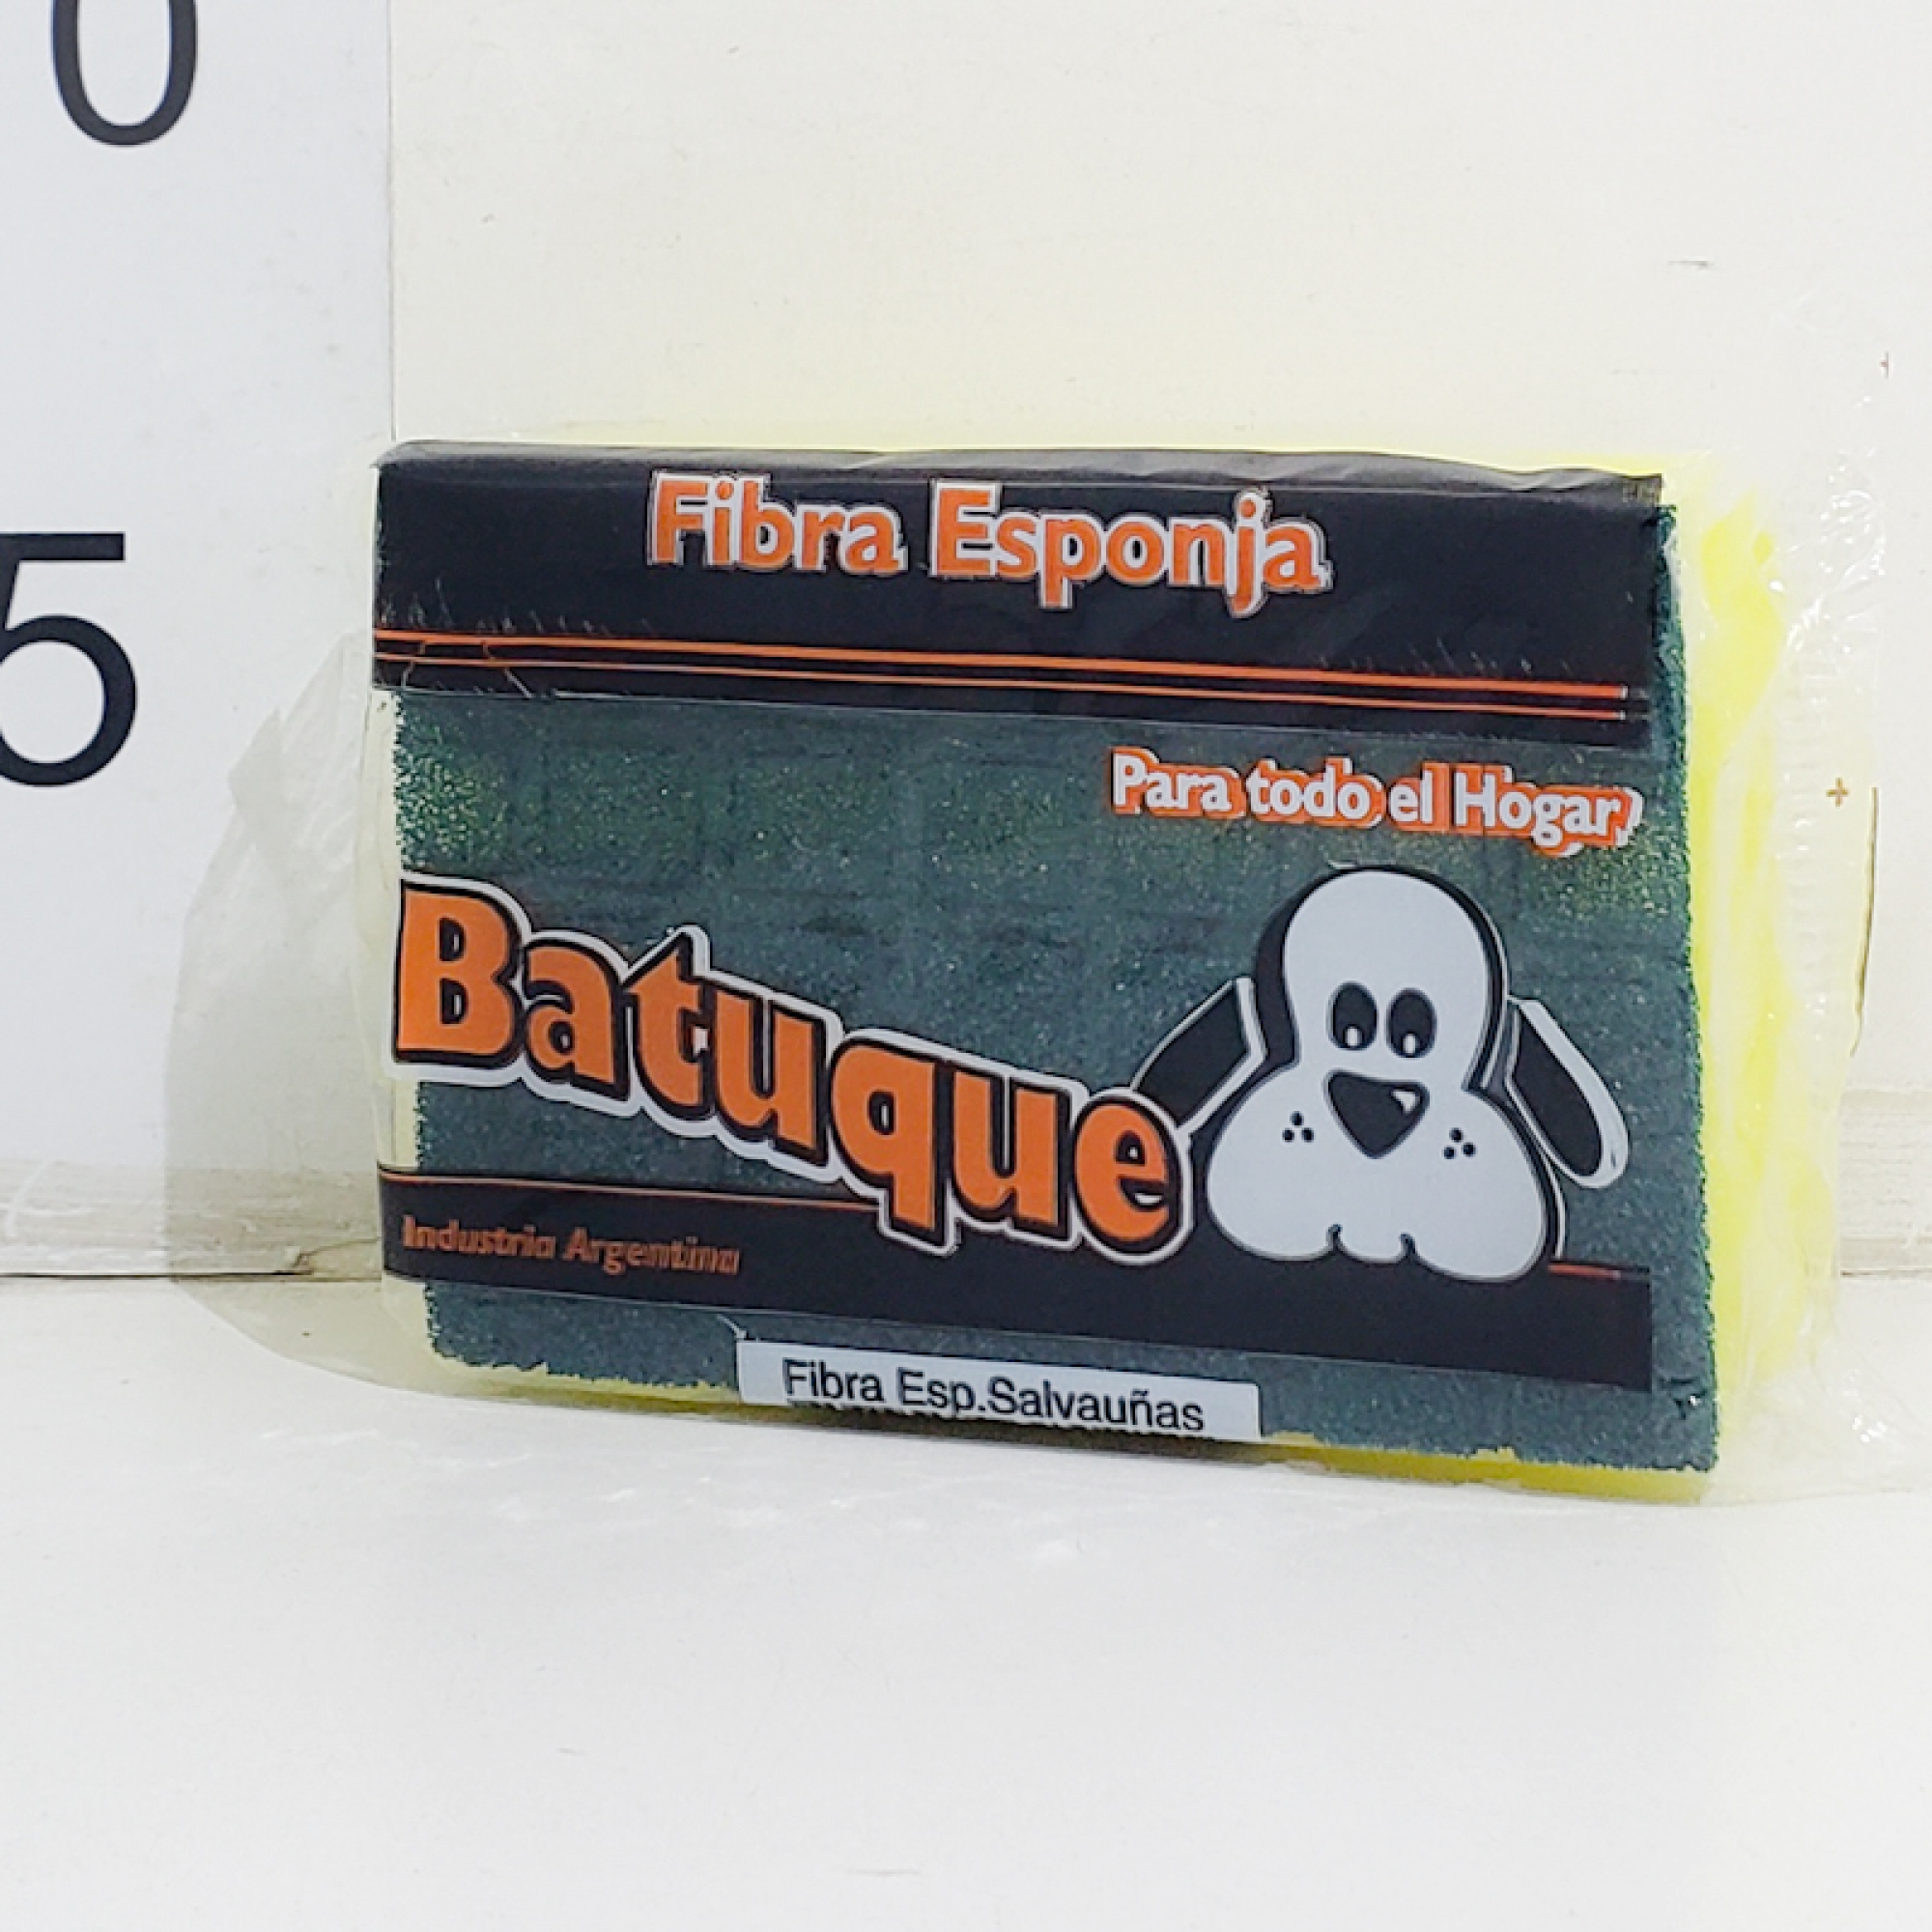 0
5
Fibra Esponja
Para todo el Hogar
Batuque
Industria Argentina
Fibra Esp.Salvauñas